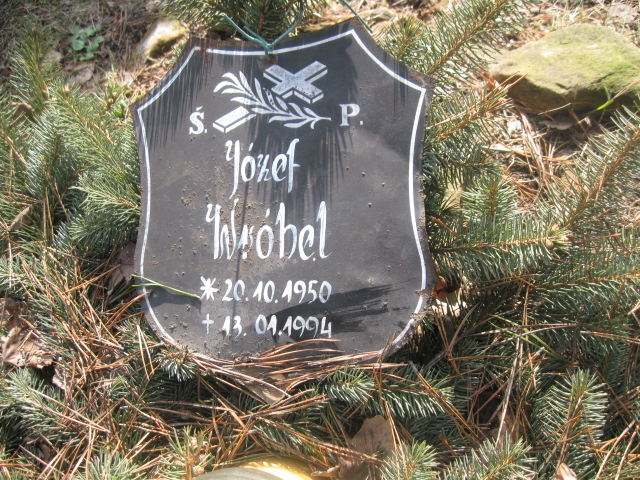 Ś. P.
Józef
Wróbel
* 20.10.1950
† 13.01.1994